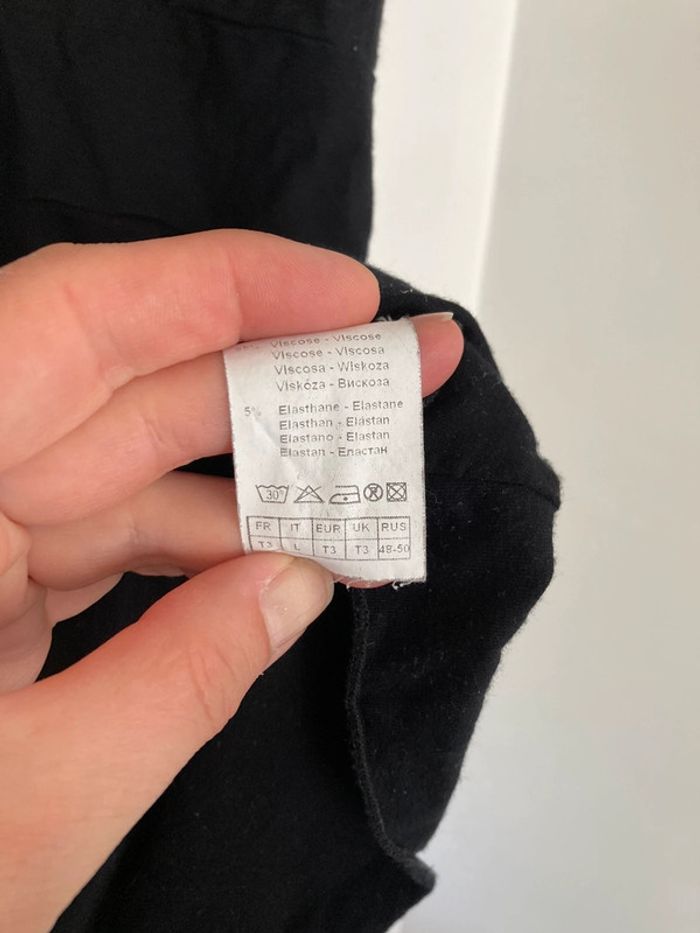 Viscose - Viscose
Viscose - Viscosa
Viscosa - Wiskoza
Viskóza - Вискоза
5% Elasthane - Elastane
Elasthan - Elástan
Elastano - Elastan
Elastan - Еластан
30°
FR IT EUR UK RUS
T3 L T3 T3 48-50